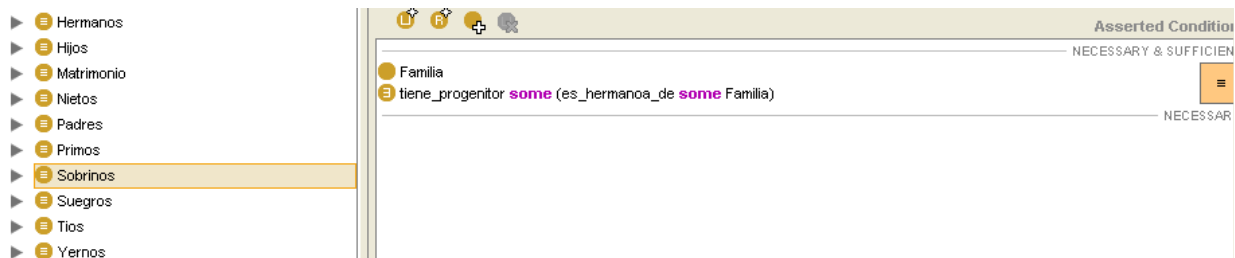 Hermanos
Hijos
Matrimonio
Nietos
Padres
Primos
Sobrinos
Suegros
Tios
Yernos
Asserted Condition
NECESSARY & SUFFICIEN
Familia
tiene_progenitor some (es_hermanoa_de some Familia)
NECESSAR